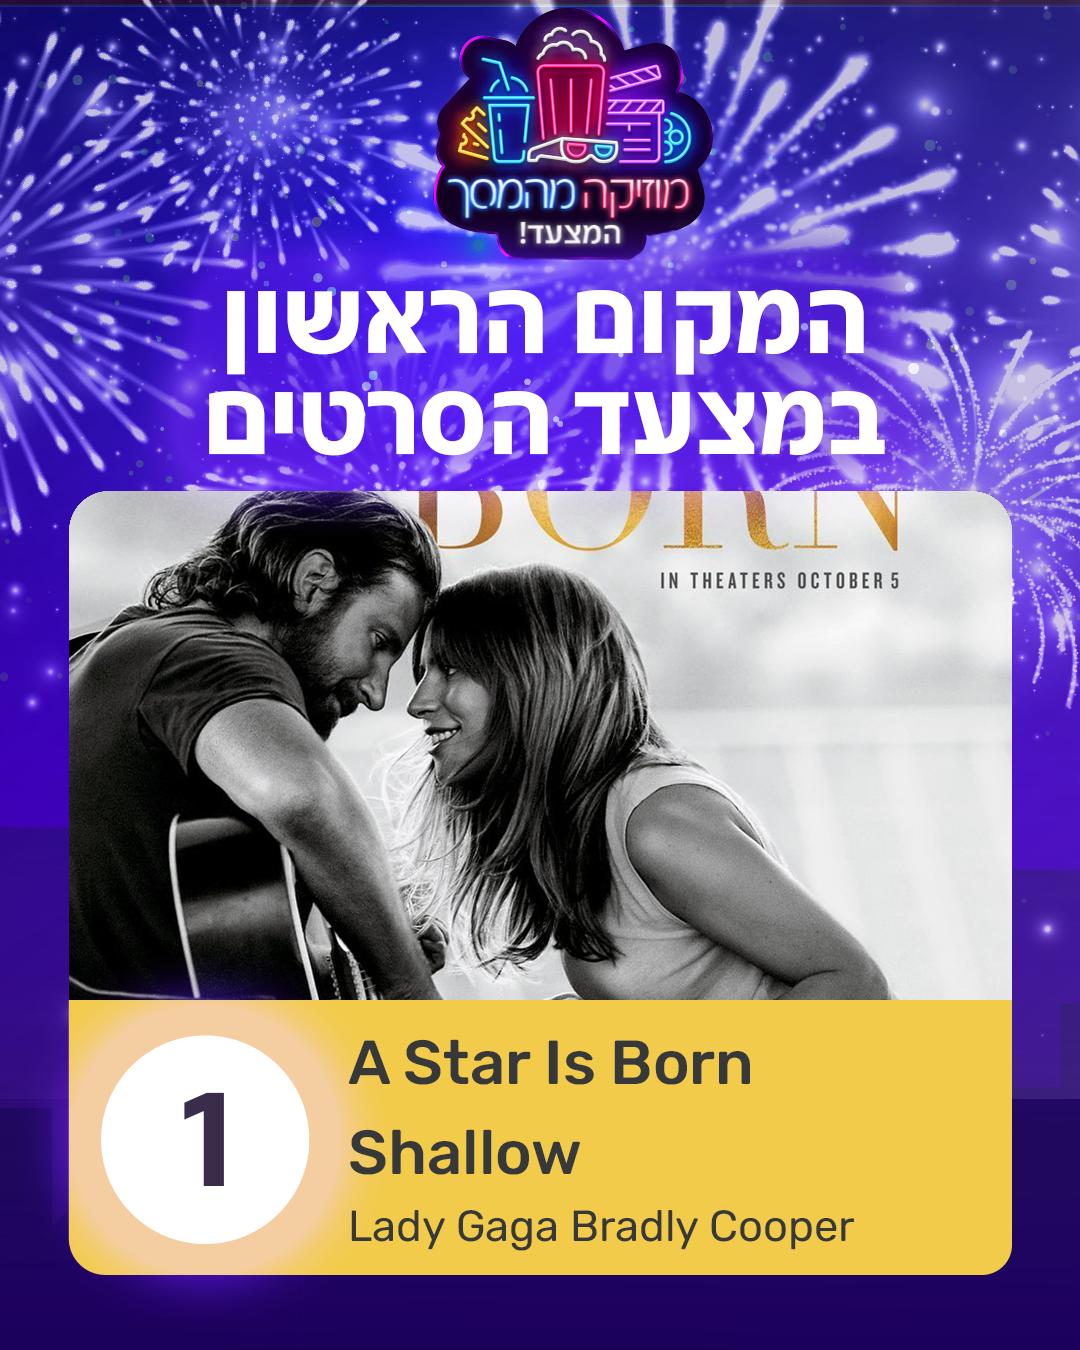 מוזיקה מהמסך
המצעד!
המקום הראשון
במצעד הסרטים
BORN
IN THEATERS OCTOBER 5
1
A Star Is Born
Shallow
Lady Gaga Bradly Cooper